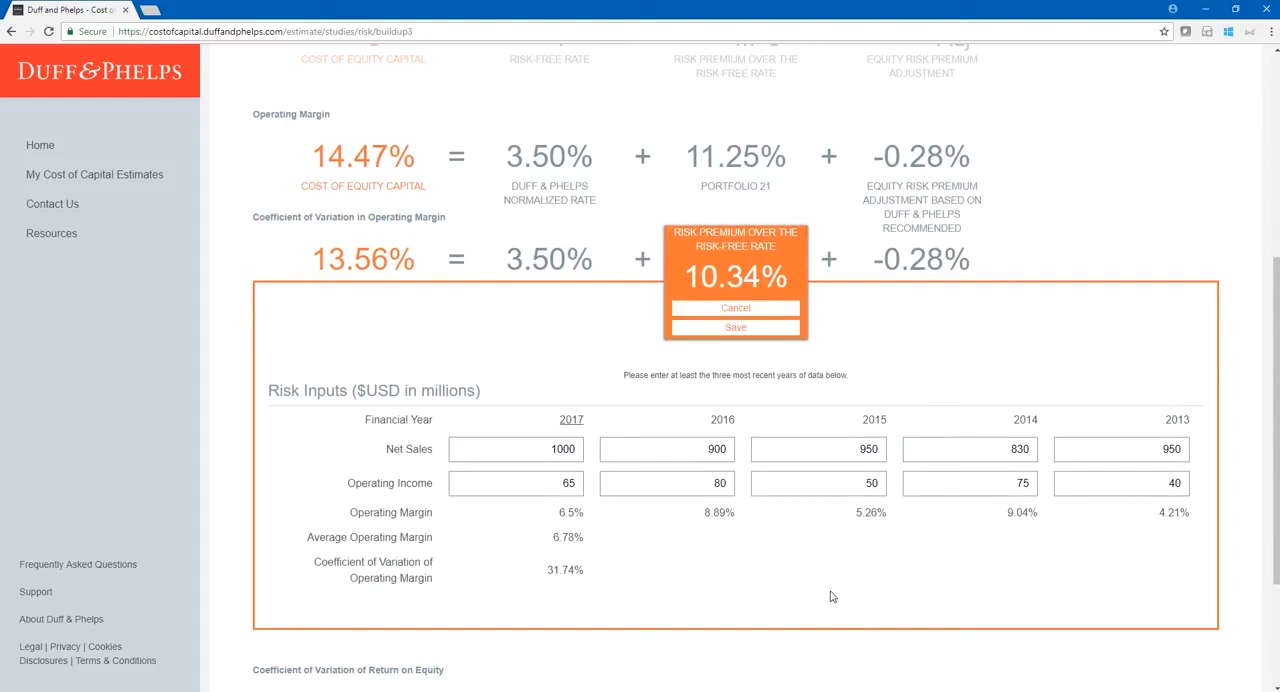 Duff and Phelps - Cost o
Secure
https://costofcapital.duffandphelps.com/estimate/studies/risk/buildup3
DUFF&PHELPS
Home
My Cost of Capital Estimates
Contact Us
Resources
Frequently Asked Questions
Support
About Duff & Phelps
Legal | Privacy | Cookies
Disclosures | Terms & Conditions
COST OF EQUITY CAPITAL
RISK-FREE RATE
RISK PREMIUM OVER THE
RISK-FREE RATE
EQUITY RISK PREMIUM
ADJUSTMENT
Operating Margin
14.47% = 3.50% + 11.25% + -0.28%
COST OF EQUITY CAPITAL
DUFF & PHELPS
NORMALIZED RATE
PORTFOLIO 21
EQUITY RISK PREMIUM
ADJUSTMENT BASED ON
DUFF & PHELPS
RECOMMENDED
Coefficient of Variation in Operating Margin
13.56% = 3.50% +
RISK PREMIUM OVER THE
RISK-FREE RATE
10.34%
Cancel
Save
+ -0.28%
Please enter at least the three most recent years of data below.
Risk Inputs ($USD in millions)
Financial Year 2017 2016 2015 2014 2013
Net Sales 1000 900 950 830 950
Operating Income 65 80 50 75 40
Operating Margin 6.5% 8.89% 5.26% 9.04% 4.21%
Average Operating Margin 6.78%
Coefficient of Variation of
Operating Margin 31.74%
Coefficient of Variation of Return on Equity